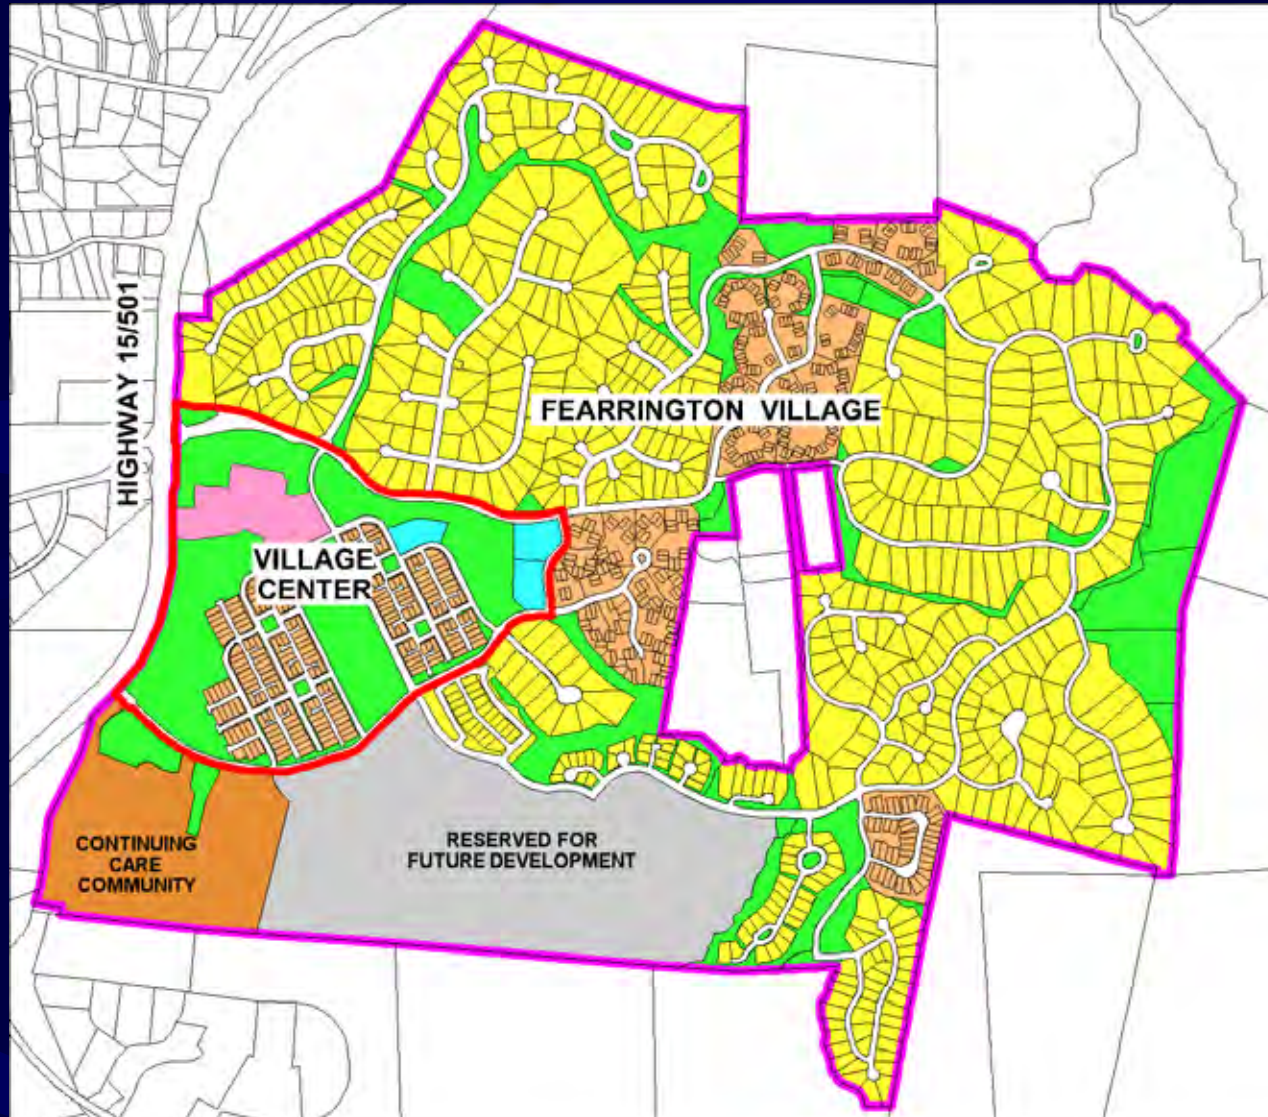 HIGHWAY 15/501
FEARRINGTON VILLAGE
VILLAGE
CENTER
CONTINUING
CARE
COMMUNITY
RESERVED FOR
FUTURE DEVELOPMENT